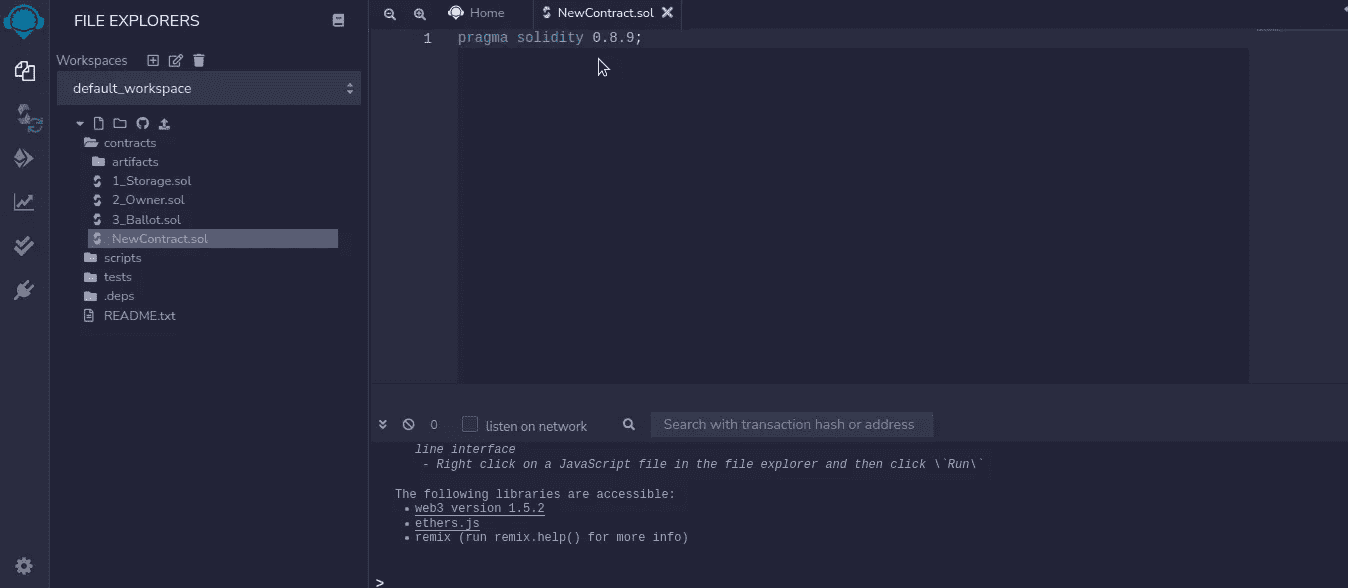 FILE EXPLORERS
Workspaces
default_workspace
contracts
artifacts
1_Storage.sol
2_Owner.sol
3_Ballot.sol
NewContract.sol
scripts
tests
.deps
README.txt
Home
NewContract.sol
1 pragma solidity 0.8.9;
0
listen on network
Search with transaction hash or address
line interface
- Right click on a JavaScript file in the file explorer and then click \`Run\`
The following libraries are accessible:
• web3 version 1.5.2
• ethers.js
• remix (run remix.help() for more info)
>